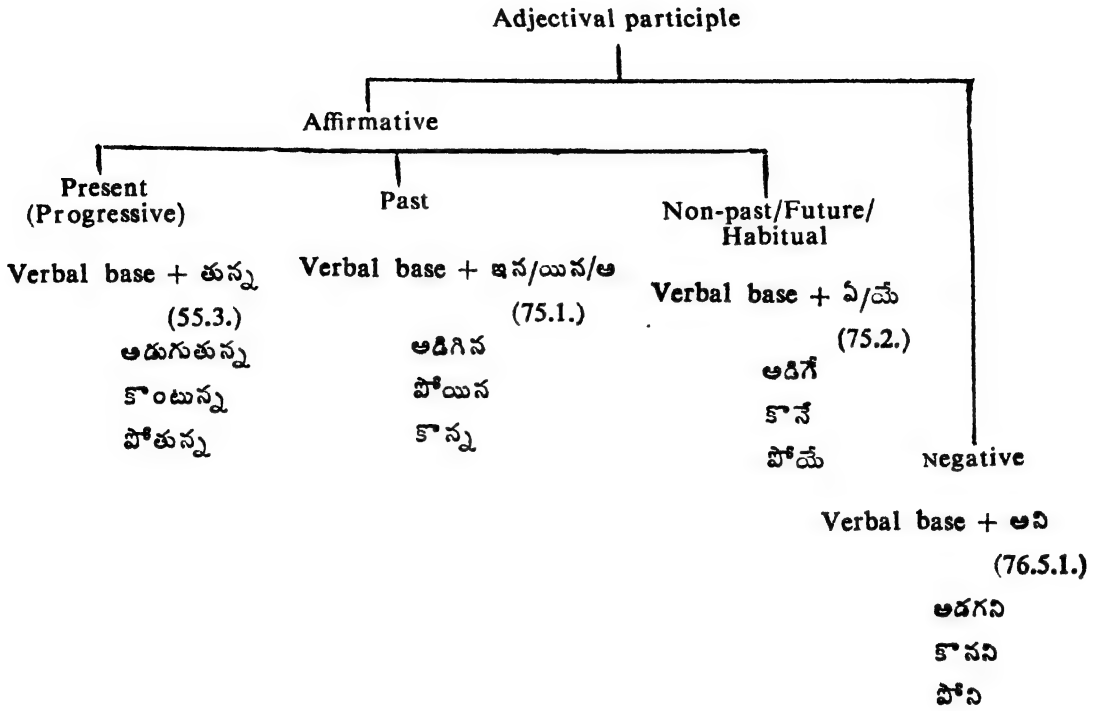 Adjectival participle
Affirmative
Present
(Progressive)
Verbal base + తున్న
(55.3.)
అడుగుతున్న
కొంటున్న
పోతున్న
Past
Verbal base + ఇన/యిన/అ
(75.1.)
అడిగిన
పోయిన
కొన్న
Non-past/Future/
Habitual
Verbal base + ఏ/యే
(75.2.)
అడిగే
కొనే
పోయే
Negative
Verbal base + అని
(76.5.1.)
అడగని
కొనని
పోని